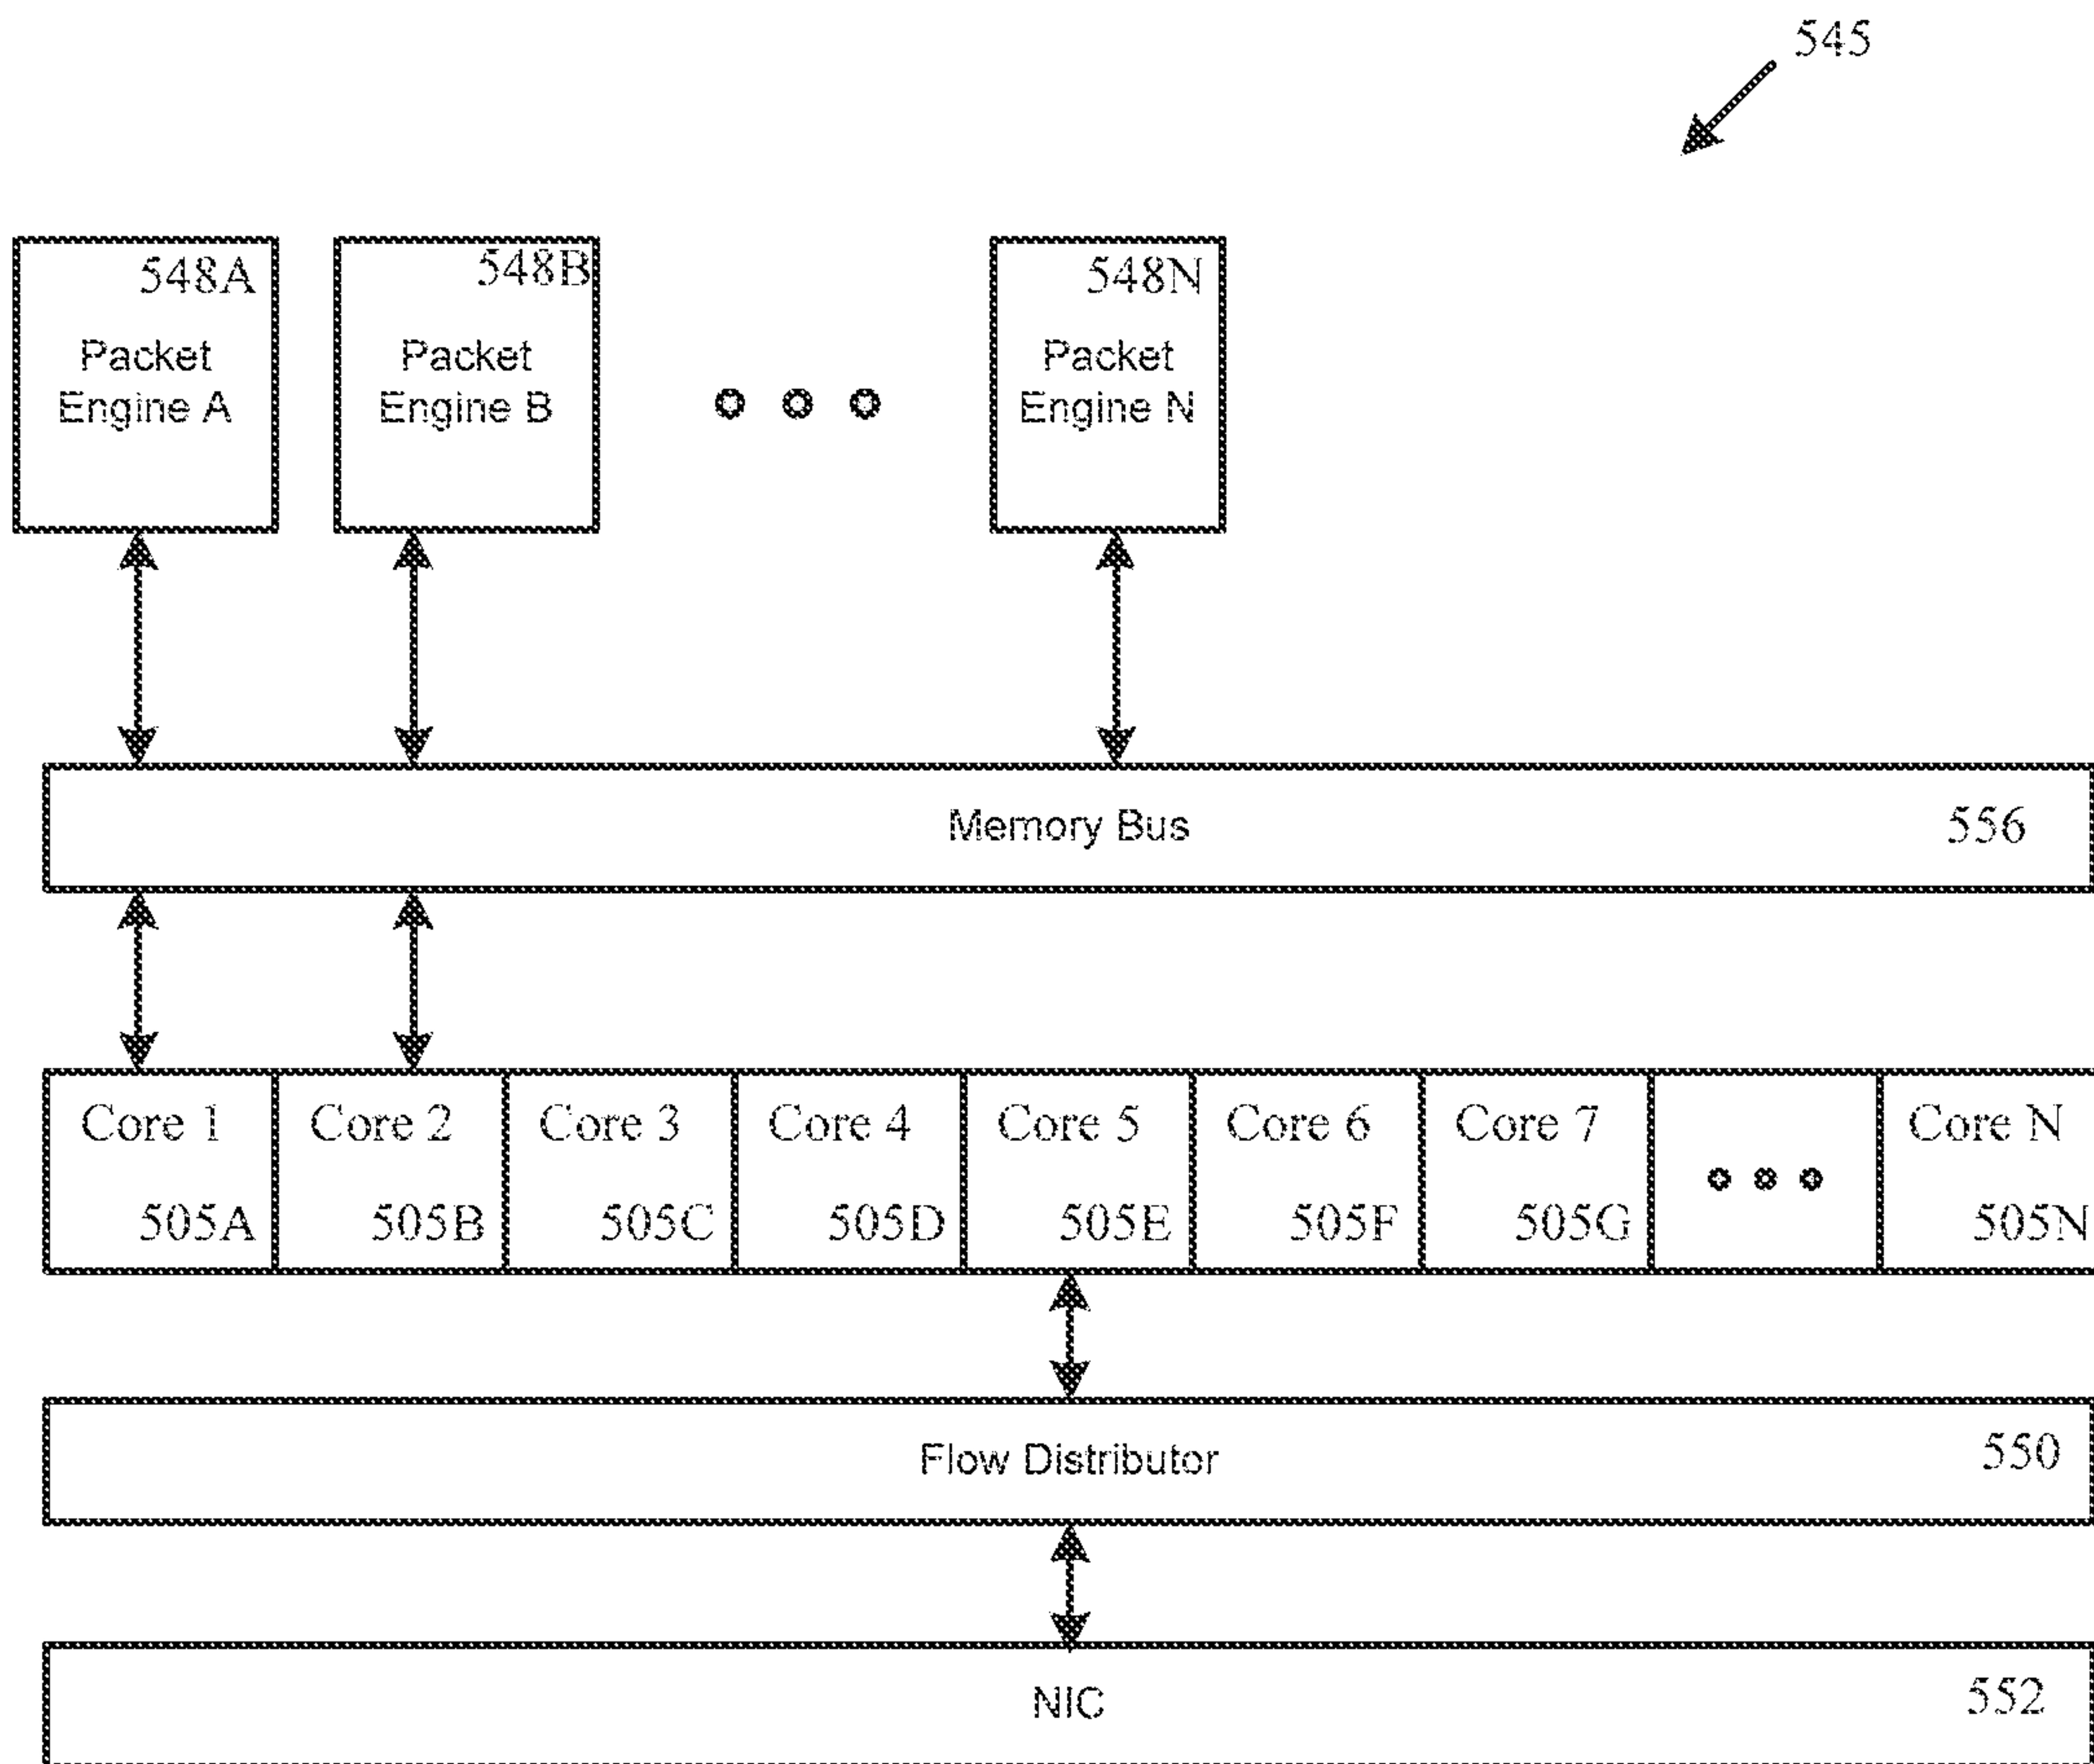 545
548A
Packet
Engine A
548B
Packet
Engine B
548N
Packet
Engine N
Memory Bus
556
Core 1
505A
Core 2
505B
Core 3
505C
Core 4
505D
Core 5
505E
Core 6
505F
Core 7
505G
Core N
505N
Flow Distributor
550
NIC
552